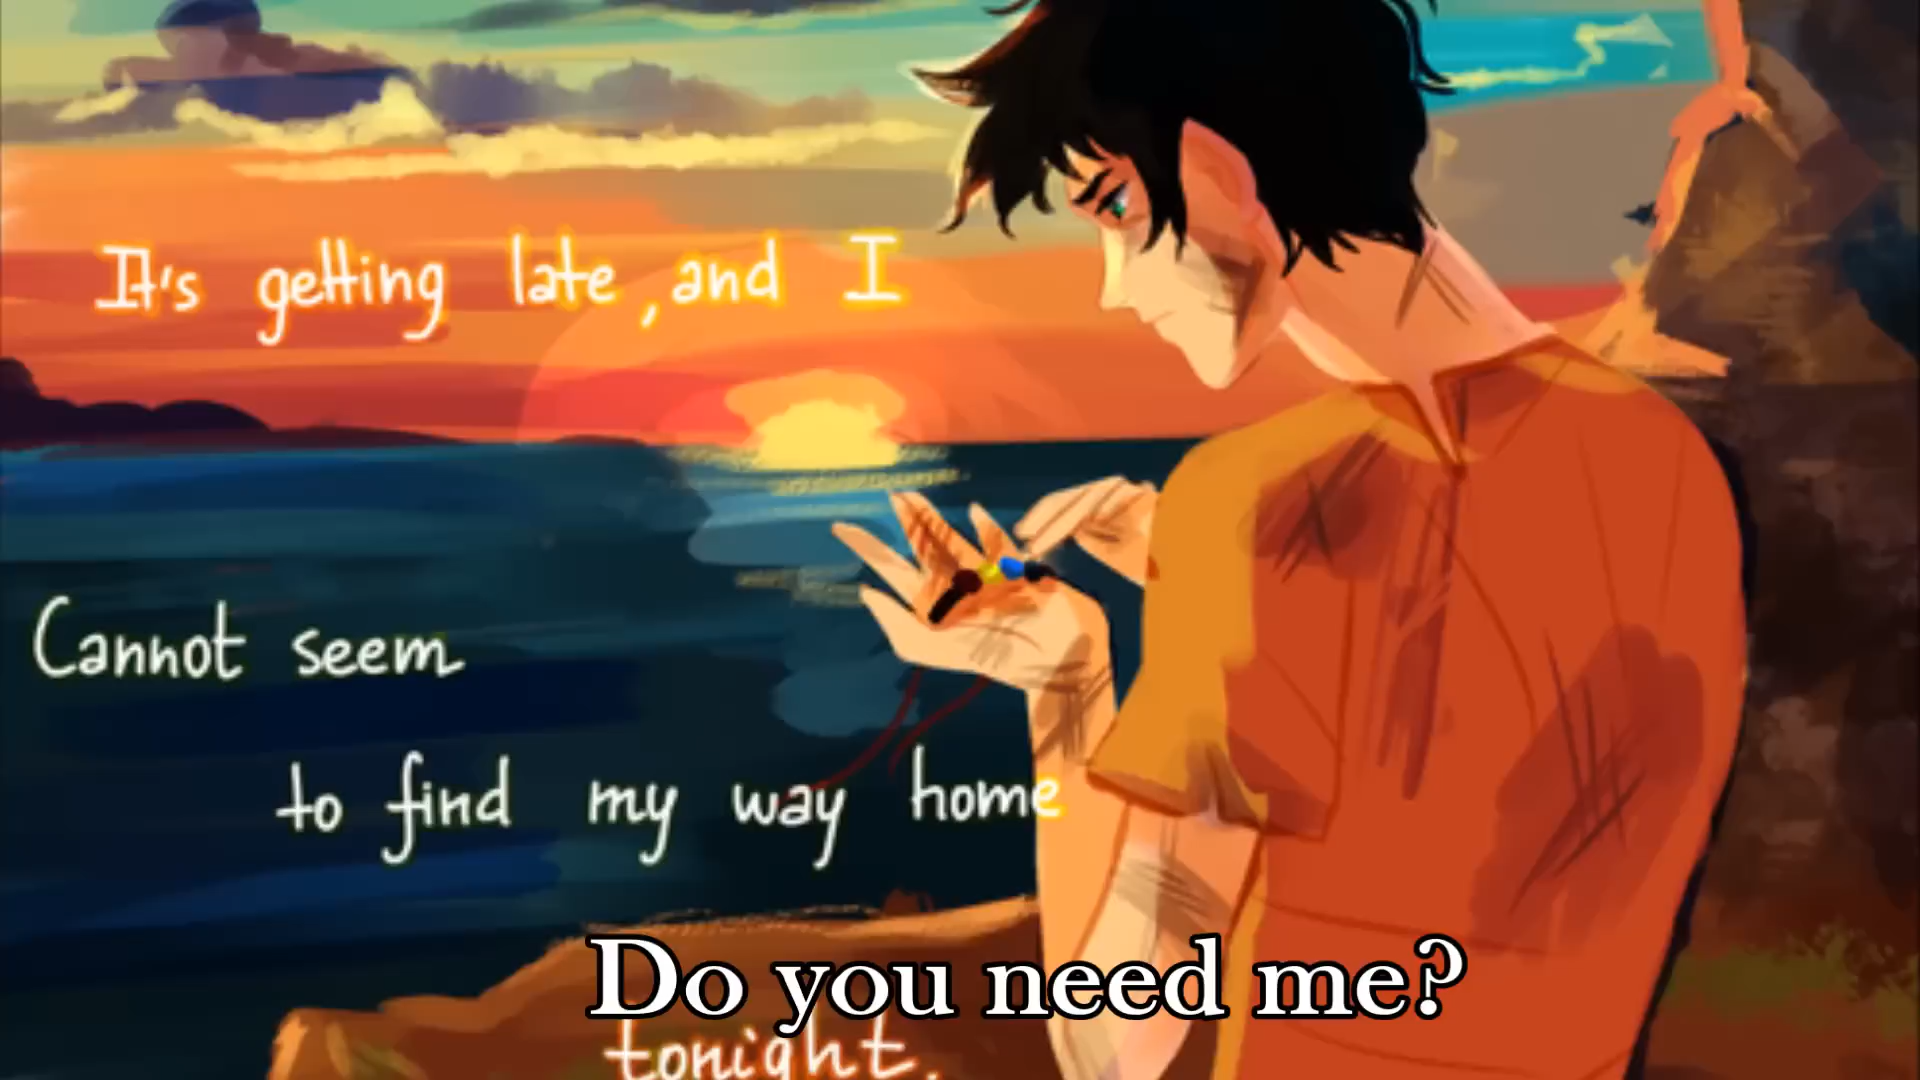 It's getting late, and I
Cannot seem
to find my way home
Do you need me?
tonight.